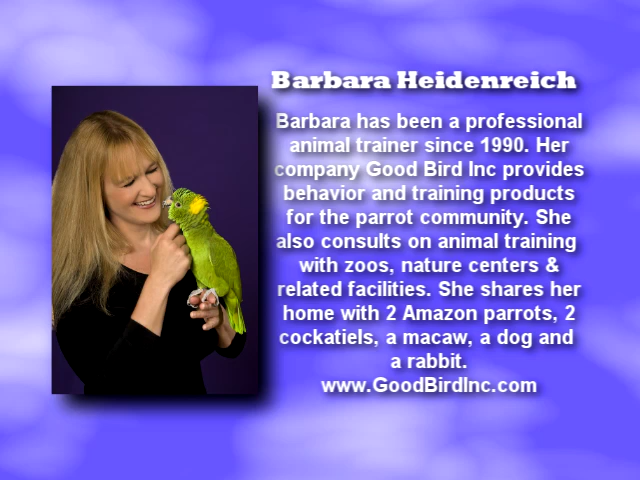 Barbara Heidenreich
Barbara has been a professional
animal trainer since 1990. Her
company Good Bird Inc provides
behavior and training products
for the parrot community. She
also consults on animal training
with zoos, nature centers &
related facilities. She shares her
home with 2 Amazon parrots, 2
cockatiels, a macaw, a dog and
a rabbit.
www.GoodBirdInc.com